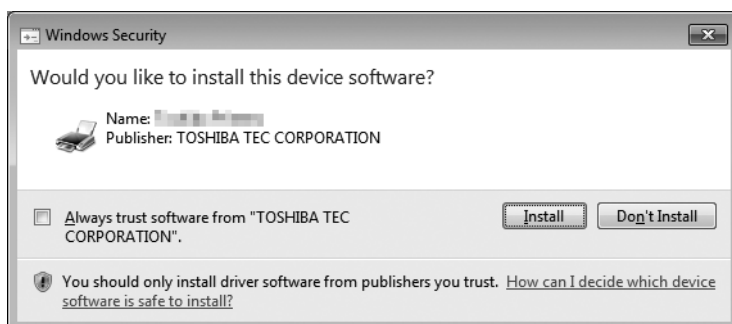 Windows Security
Would you like to install this device software?
Name:
Publisher: TOSHIBA TEC CORPORATION
Always trust software from "TOSHIBA TEC
CORPORATION".
Install
Don't Install
You should only install driver software from publishers you trust. How can I decide which device
software is safe to install?